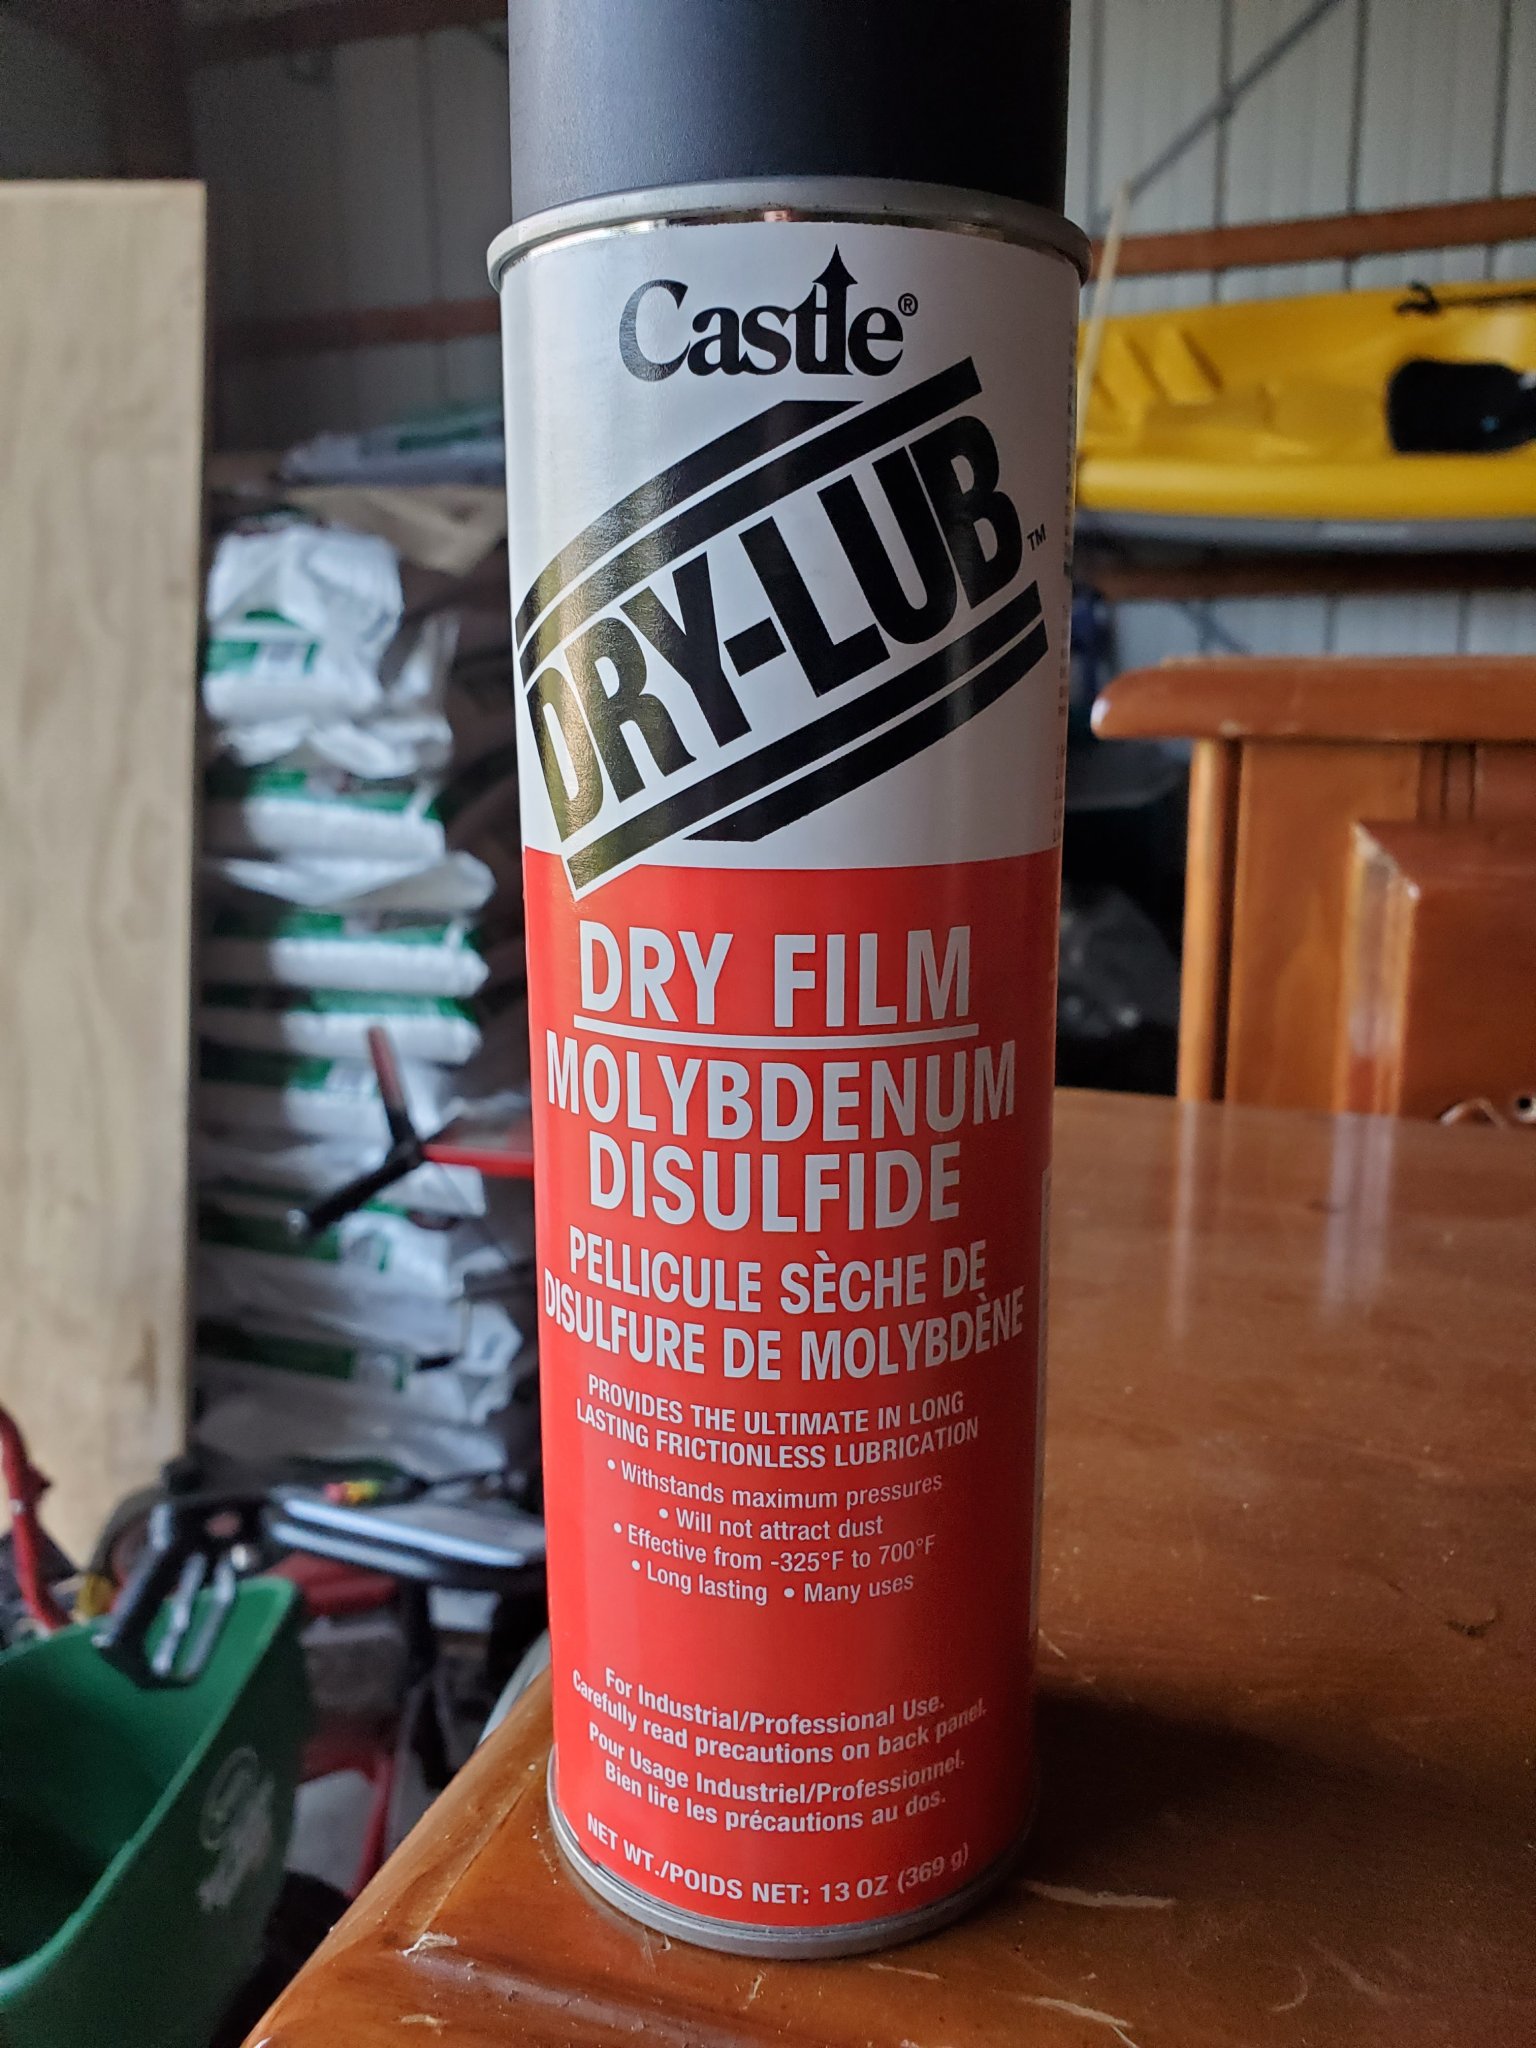 Castle®
DRY-LUB™
DRY FILM
MOLYBDENUM
DISULFIDE
PELLICULE SÈCHE DE
DISULFURE DE MOLYBDÈNE
PROVIDES THE ULTIMATE IN LONG
LASTING FRICTIONLESS LUBRICATION
• Withstands maximum pressures
• Will not attract dust
• Effective from -325°F to 700°F
• Long lasting • Many uses
For Industrial/Professional Use.
Carefully read precautions on back panel.
Pour Usage Industriel/Professionnel.
Bien lire les précautions au dos.
NET WT./POIDS NET: 13 OZ (369 g)